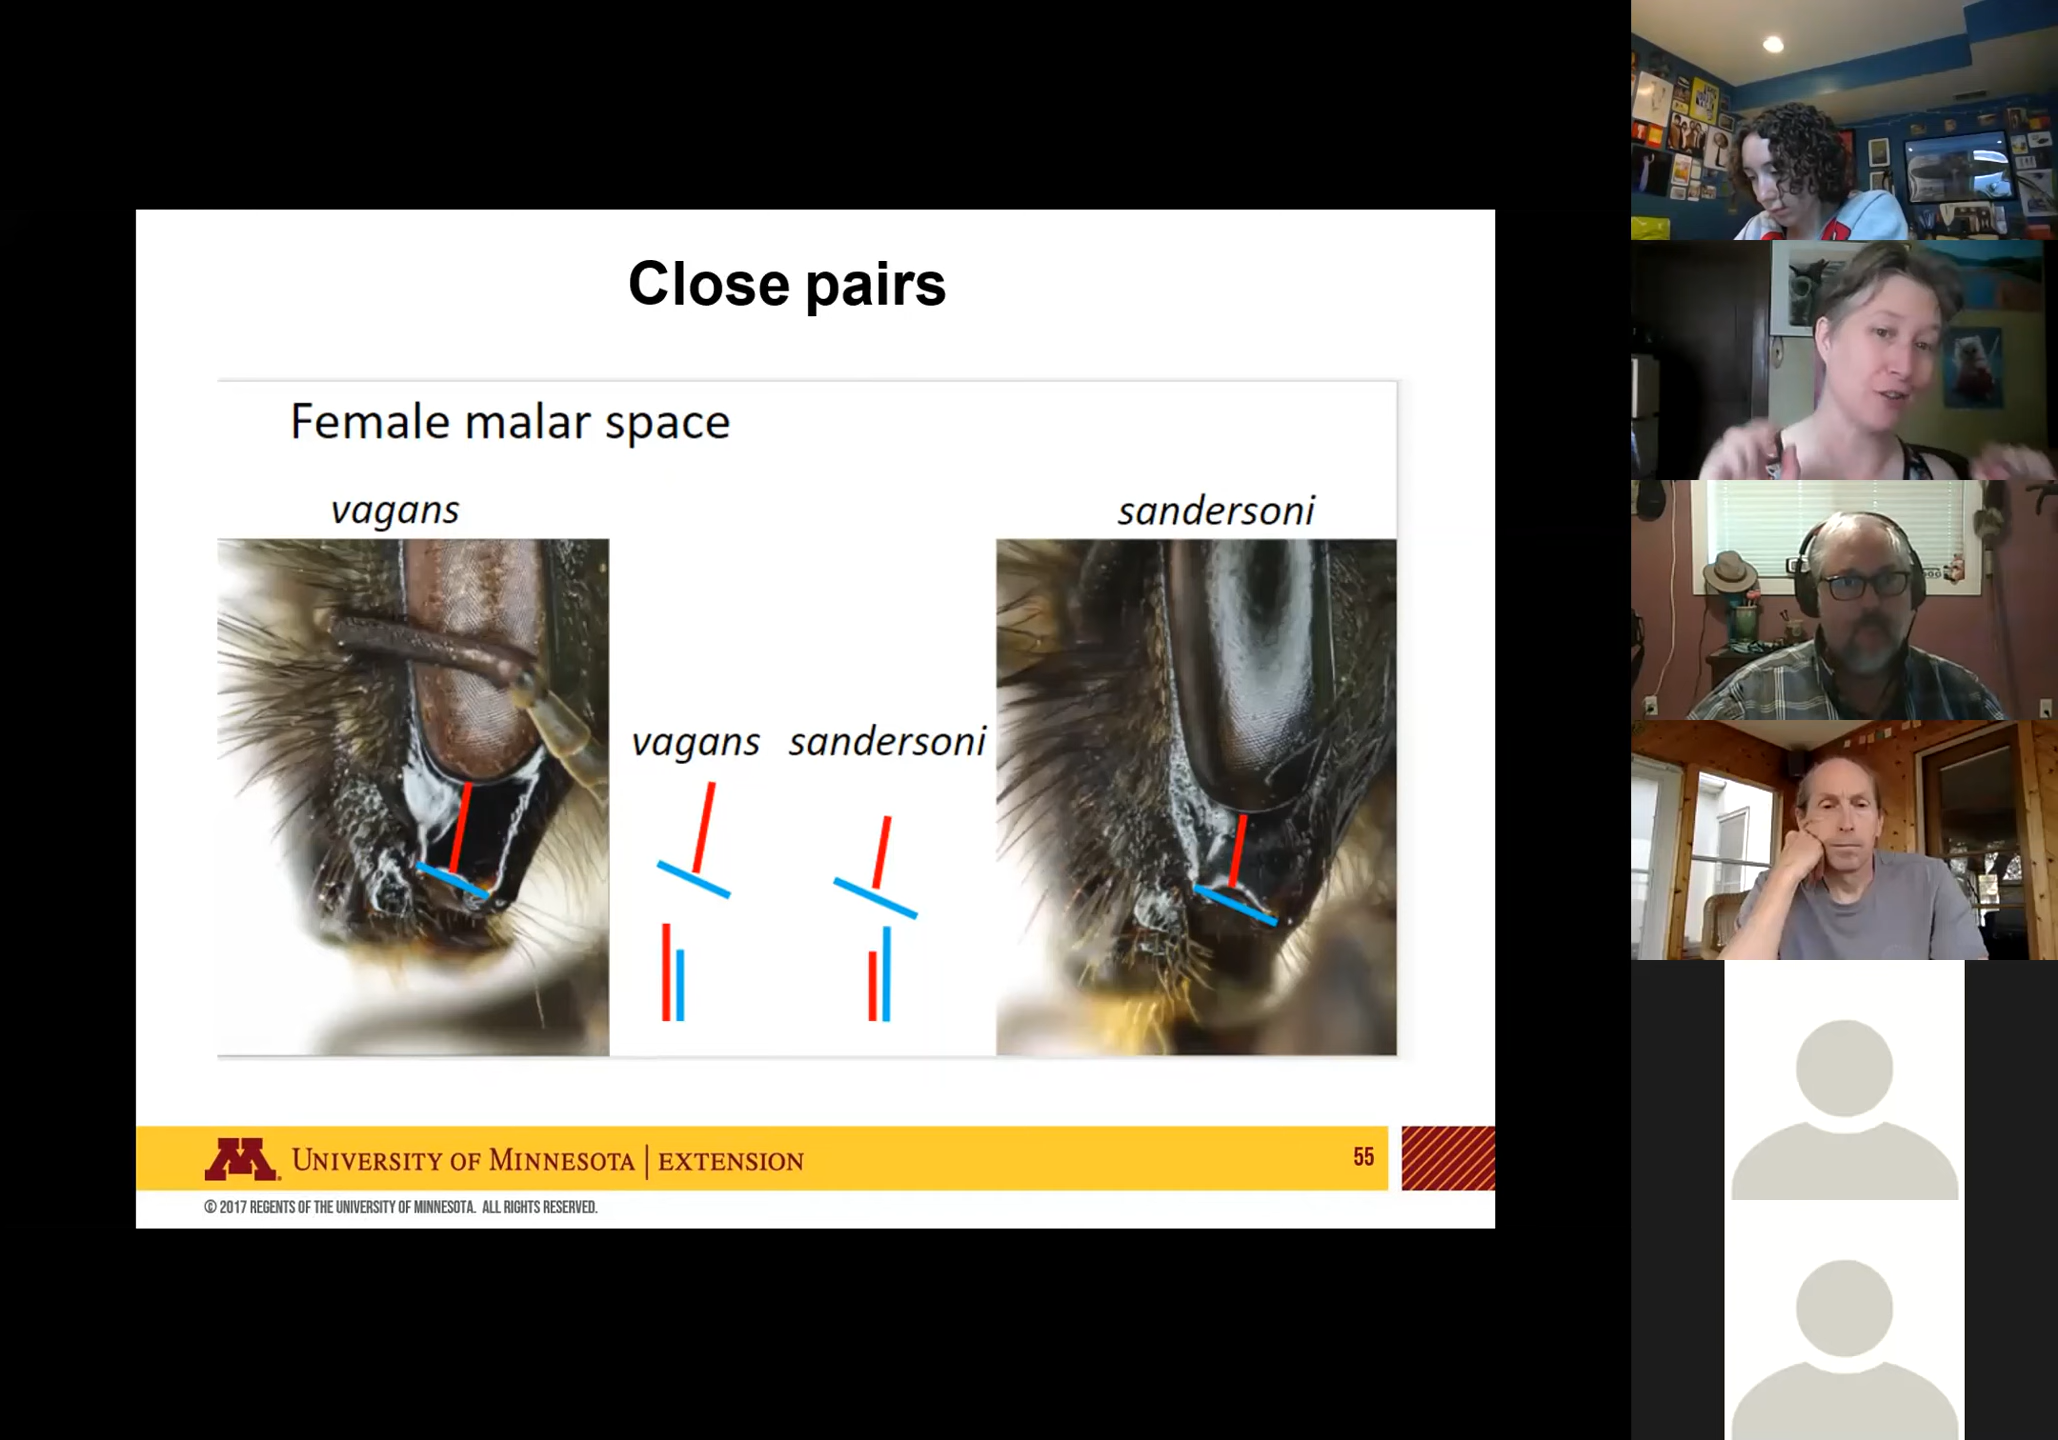 Close pairs
Female malar space
vagans
sandersoni
vagans sandersoni
UNIVERSITY OF MINNESOTA | EXTENSION
55
© 2017 REGENTS OF THE UNIVERSITY OF MINNESOTA. ALL RIGHTS RESERVED.